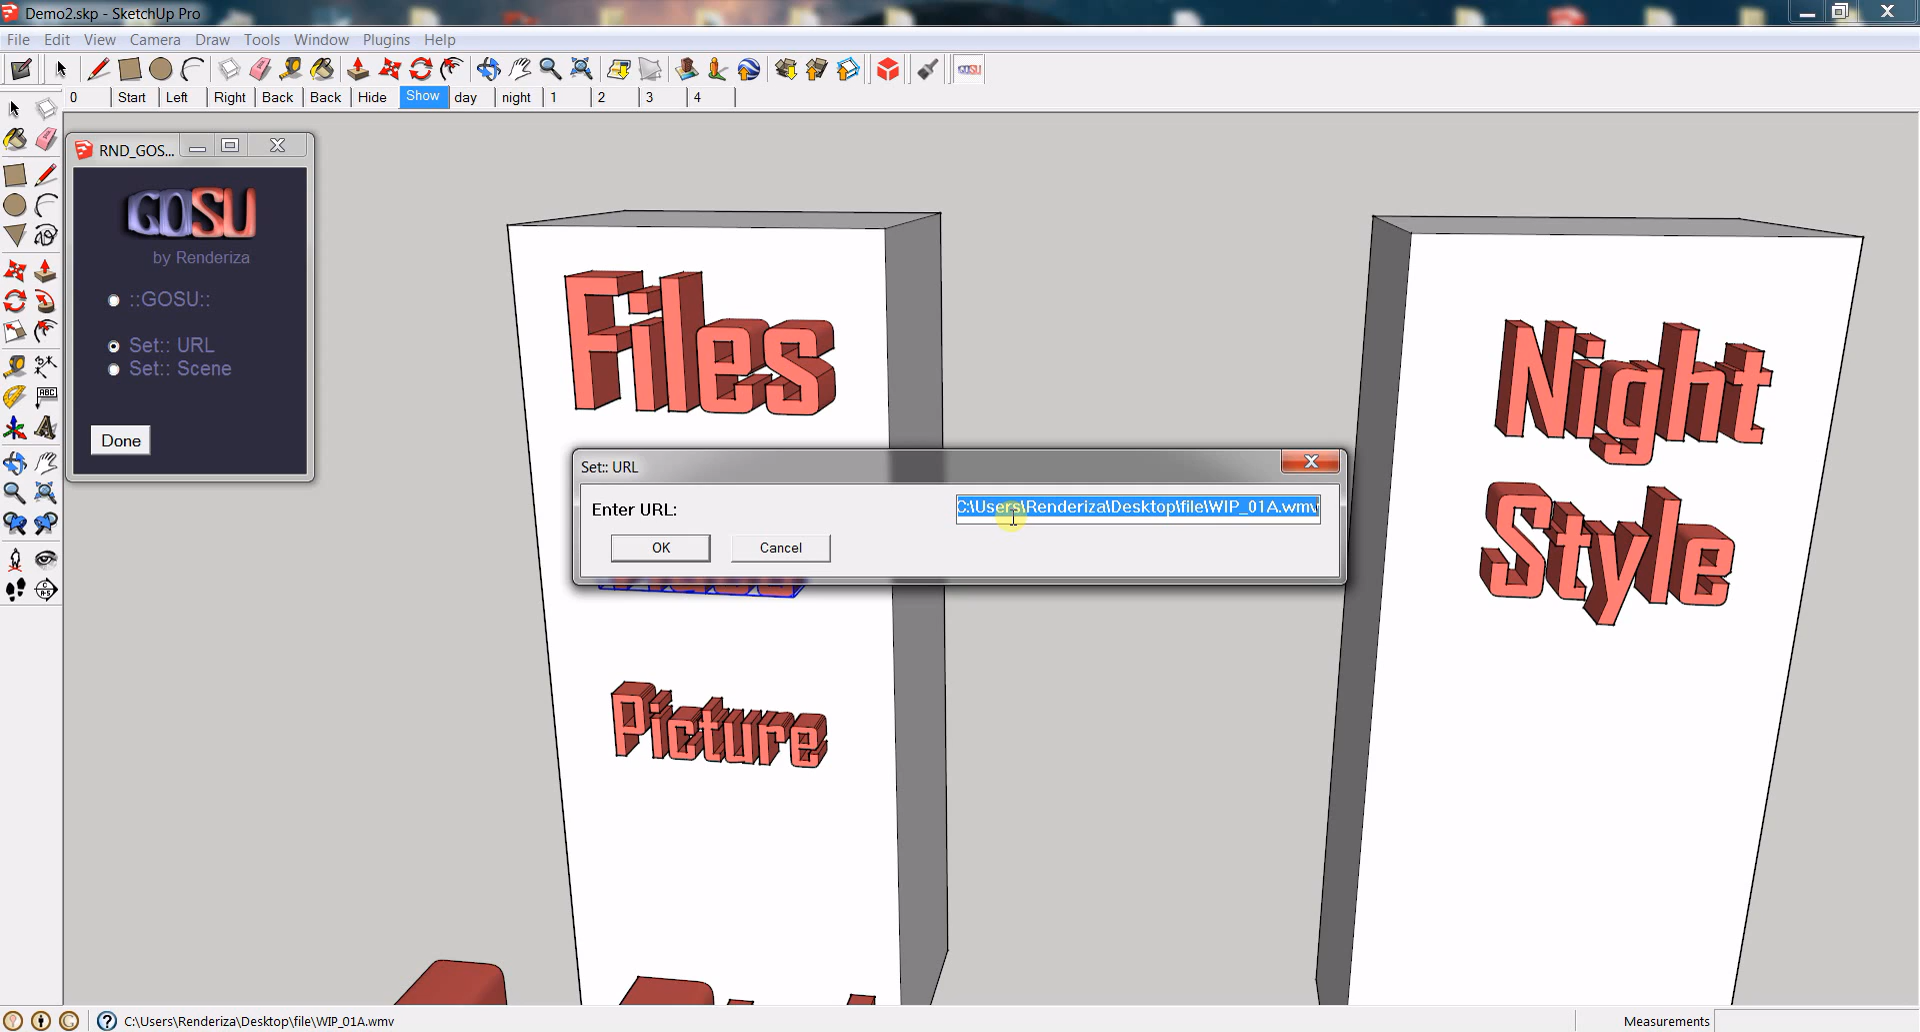 Demo2.skp - SketchUp Pro
File Edit View Camera Draw Tools Window Plugins Help
GOSU
0 Start Left Right Back Back Hide Show day night 1 2 3 4
RND_GOS...
GOSU
by Renderiza
::GOSU::
Set:: URL
Set:: Scene
Done
Files
Night
Style
Set:: URL
Enter URL: C:\Users\Renderiza\Desktop\file\WIP_01A.wmv
OK Cancel
Picture
ABC
C:\Users\Renderiza\Desktop\file\WIP_01A.wmv
Measurements